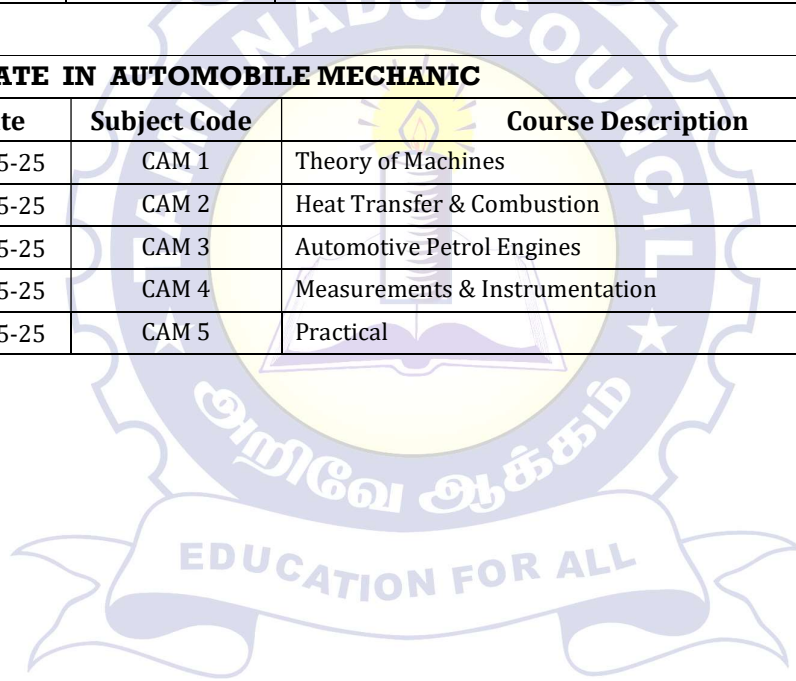 TAMILNADU COUNCIL
ATE IN AUTOMOBILE MECHANIC
te Subject Code Course Description
5-25 CAM 1 Theory of Machines
5-25 CAM 2 Heat Transfer & Combustion
5-25 CAM 3 Automotive Petrol Engines
5-25 CAM 4 Measurements & Instrumentation
5-25 CAM 5 Practical
அறிவே ஆக்கம்
EDUCATION FOR ALL